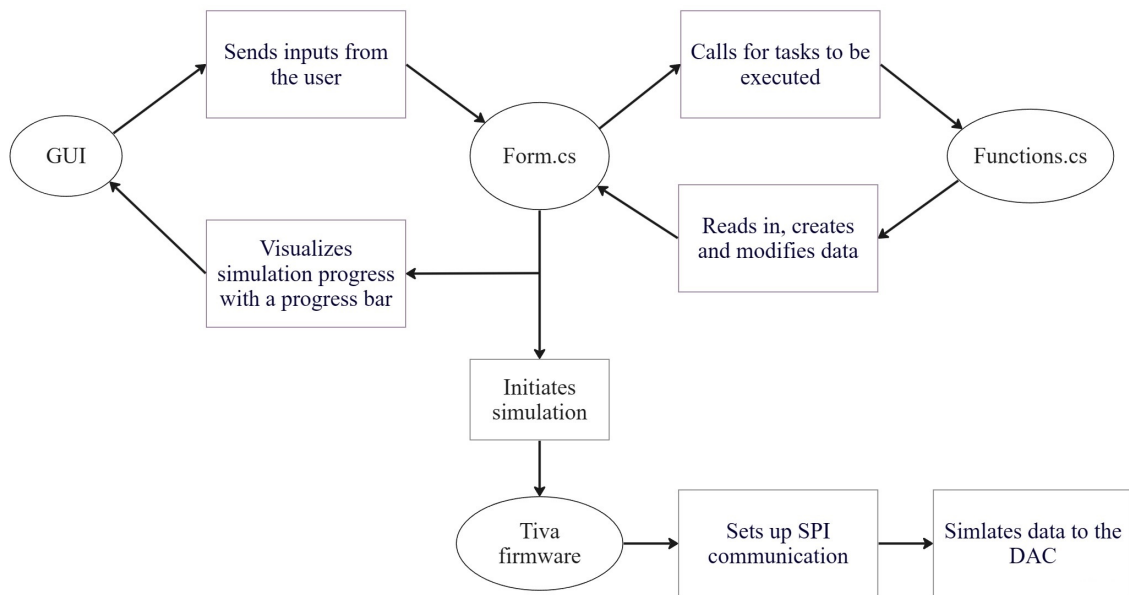 Sends inputs from
the user
Calls for tasks to be
executed
GUI
Form.cs
Functions.cs
Visualizes
simulation progress
with a progress bar
Reads in, creates
and modifies data
Initiates
simulation
Tiva
firmware
Sets up SPI
communication
Simlates data to the
DAC